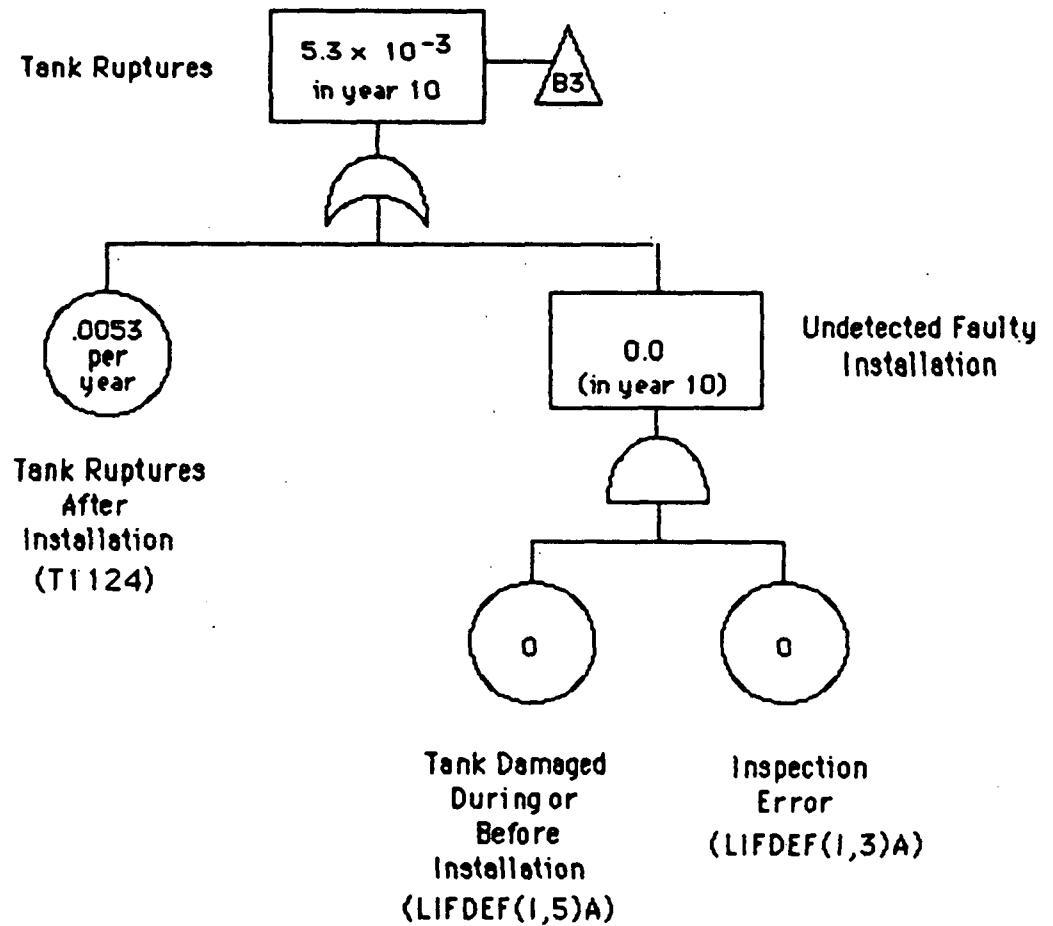 Tank Ruptures
5.3 x 10⁻³
in year 10
B3
.0053
per
year
Tank Ruptures
After
Installation
(T1124)
0.0
(in year 10)
Undetected Faulty
Installation
0
Tank Damaged
During or
Before
Installation
(LIFDEF(1,5)A)
0
Inspection
Error
(LIFDEF(1,3)A)